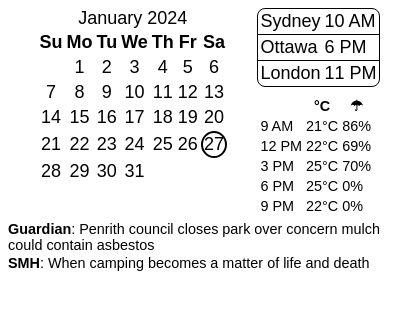 January 2024
Su Mo Tu We Th Fr Sa
1 2 3 4 5 6
7 8 9 10 11 12 13
14 15 16 17 18 19 20
21 22 23 24 25 26 27
28 29 30 31
Sydney 10 AM
Ottawa 6 PM
London 11 PM
°C ☂
9 AM 21°C 86%
12 PM 22°C 69%
3 PM 25°C 70%
6 PM 25°C 0%
9 PM 22°C 0%
Guardian: Penrith council closes park over concern mulch
could contain asbestos
SMH: When camping becomes a matter of life and death